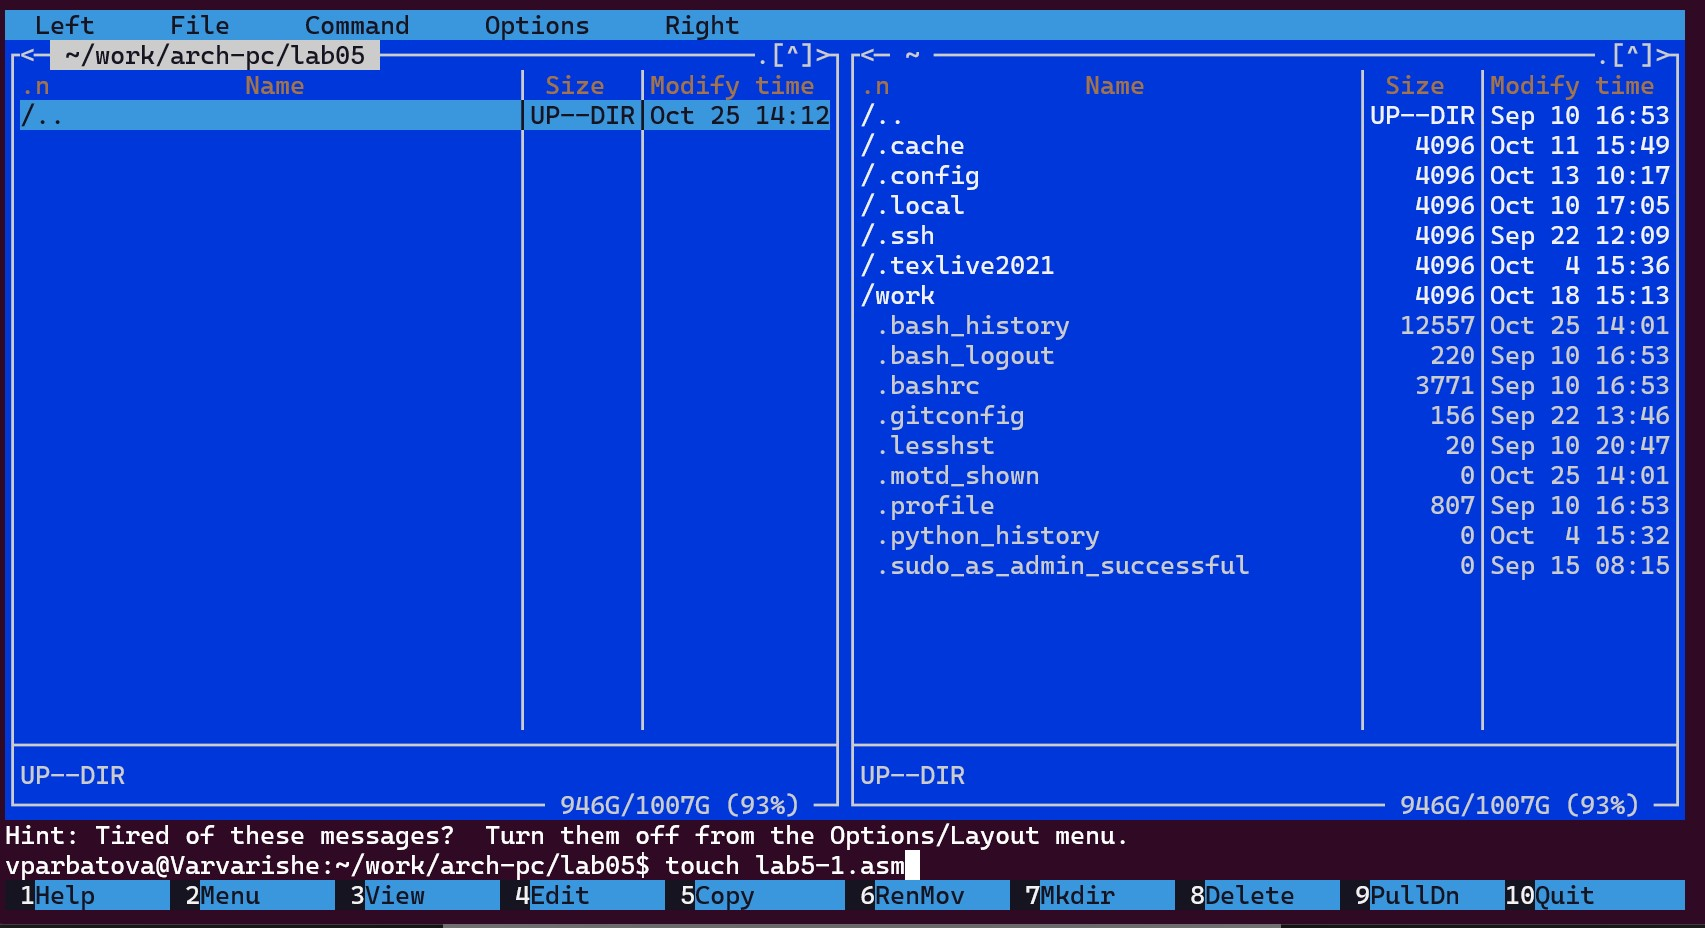 Left File Command Options Right
<─ ~/work/arch-pc/lab05 .[^]> <─ ~ .[^]>
.n Name Size Modify time .n Name Size Modify time
/.. UP--DIR Oct 25 14:12 /.. UP--DIR Sep 10 16:53
/.cache 4096 Oct 11 15:49
/.config 4096 Oct 13 10:17
/.local 4096 Oct 10 17:05
/.ssh 4096 Sep 22 12:09
/.texlive2021 4096 Oct 4 15:36
/work 4096 Oct 18 15:13
.bash_history 12557 Oct 25 14:01
.bash_logout 220 Sep 10 16:53
.bashrc 3771 Sep 10 16:53
.gitconfig 156 Sep 22 13:46
.lesshst 20 Sep 10 20:47
.motd_shown 0 Oct 25 14:01
.profile 807 Sep 10 16:53
.python_history 0 Oct 4 15:32
.sudo_as_admin_successful 0 Sep 15 08:15
UP--DIR UP--DIR
946G/1007G (93%) 946G/1007G (93%)
Hint: Tired of these messages? Turn them off from the Options/Layout menu.
vparbatova@Varvarishe:~/work/arch-pc/lab05$ touch lab5-1.asm
1Help 2Menu 3View 4Edit 5Copy 6RenMov 7Mkdir 8Delete 9PullDn 10Quit